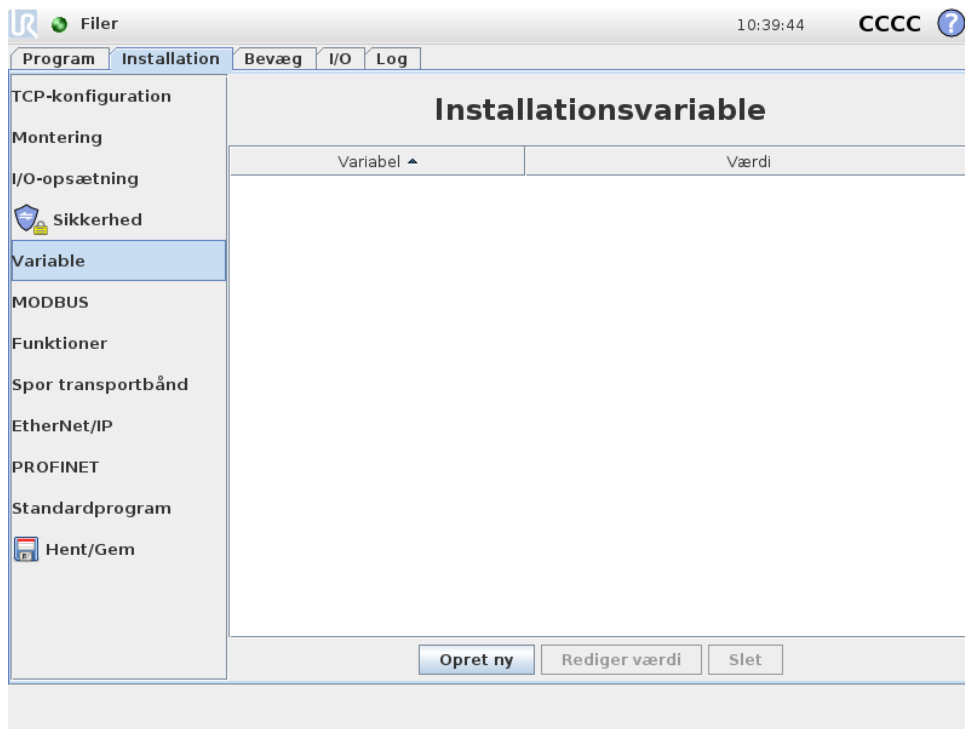 UR Filer 10:39:44 CCCC ?
Program Installation Bevæg I/O Log
TCP-konfiguration
Installationsvariable
Montering
Variabel Værdi
I/O-opsætning
Sikkerhed
Variable
MODBUS
Funktioner
Spor transportbånd
EtherNet/IP
PROFINET
Standardprogram
Hent/Gem
Opret ny Rediger værdi Slet